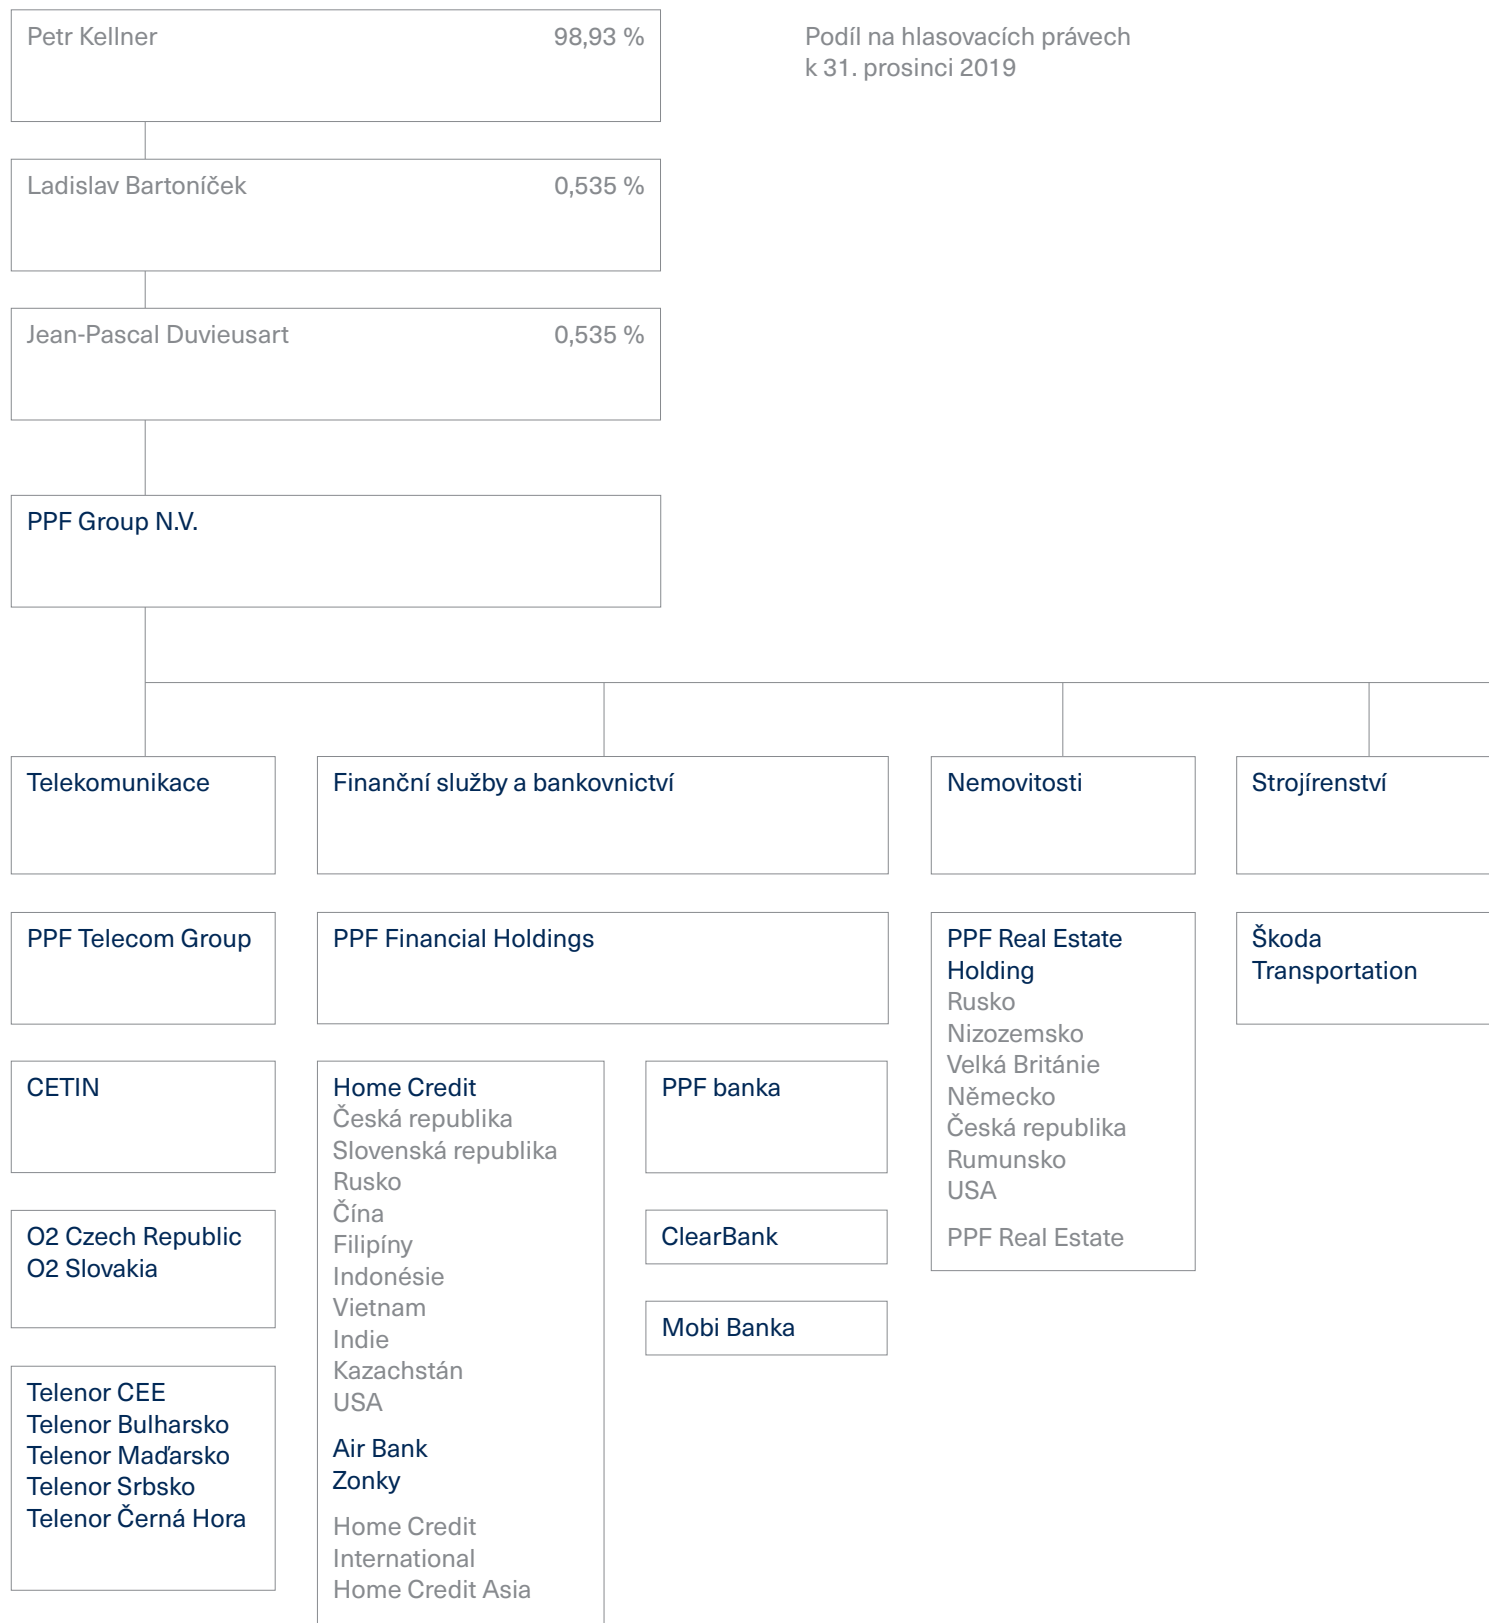 Petr Kellner 98,93 %
Podíl na hlasovacích právech
k 31. prosinci 2019
Ladislav Bartoníček 0,535 %
Jean-Pascal Duvieusart 0,535 %
PPF Group N.V.
Telekomunikace
Finanční služby a bankovnictví
Nemovitosti
Strojírenství
PPF Telecom Group
PPF Financial Holdings
PPF Real Estate
Holding
Rusko
Nizozemsko
Velká Británie
Německo
Česká republika
Rumunsko
USA
PPF Real Estate
Škoda
Transportation
CETIN
O2 Czech Republic
O2 Slovakia
Telenor CEE
Telenor Bulharsko
Telenor Maďarsko
Telenor Srbsko
Telenor Černá Hora
Home Credit
Česká republika
Slovenská republika
Rusko
Čína
Filipíny
Indonésie
Vietnam
Indie
Kazachstán
USA
Air Bank
Zonky
Home Credit
International
Home Credit Asia
PPF banka
ClearBank
Mobi Banka